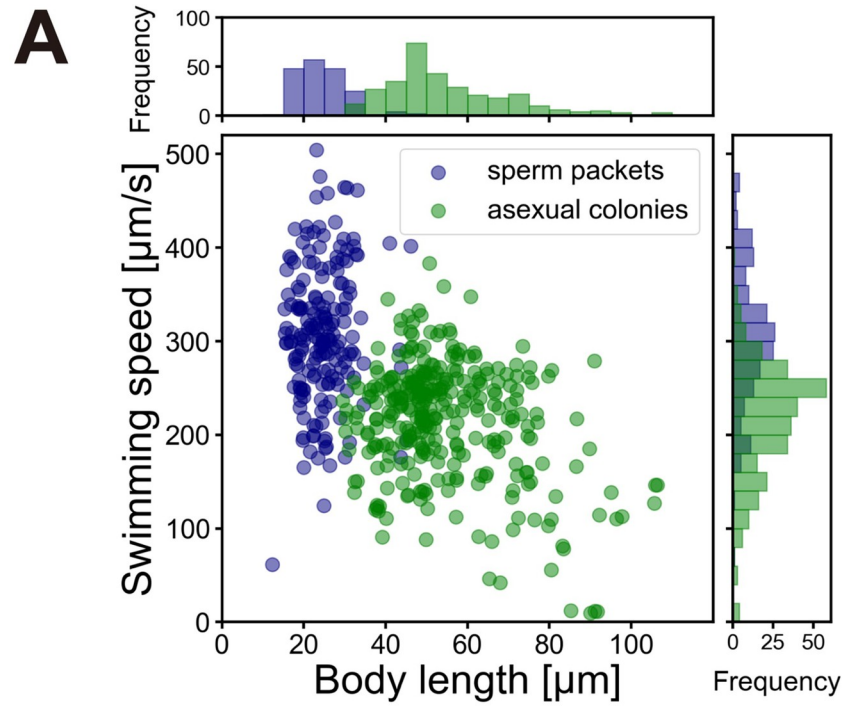 A
Frequency
100
50
0
Swimming speed [µm/s]
500
400
300
200
100
0
sperm packets
asexual colonies
0 20 40 60 80 100
Body length [µm]
0 25 50
Frequency